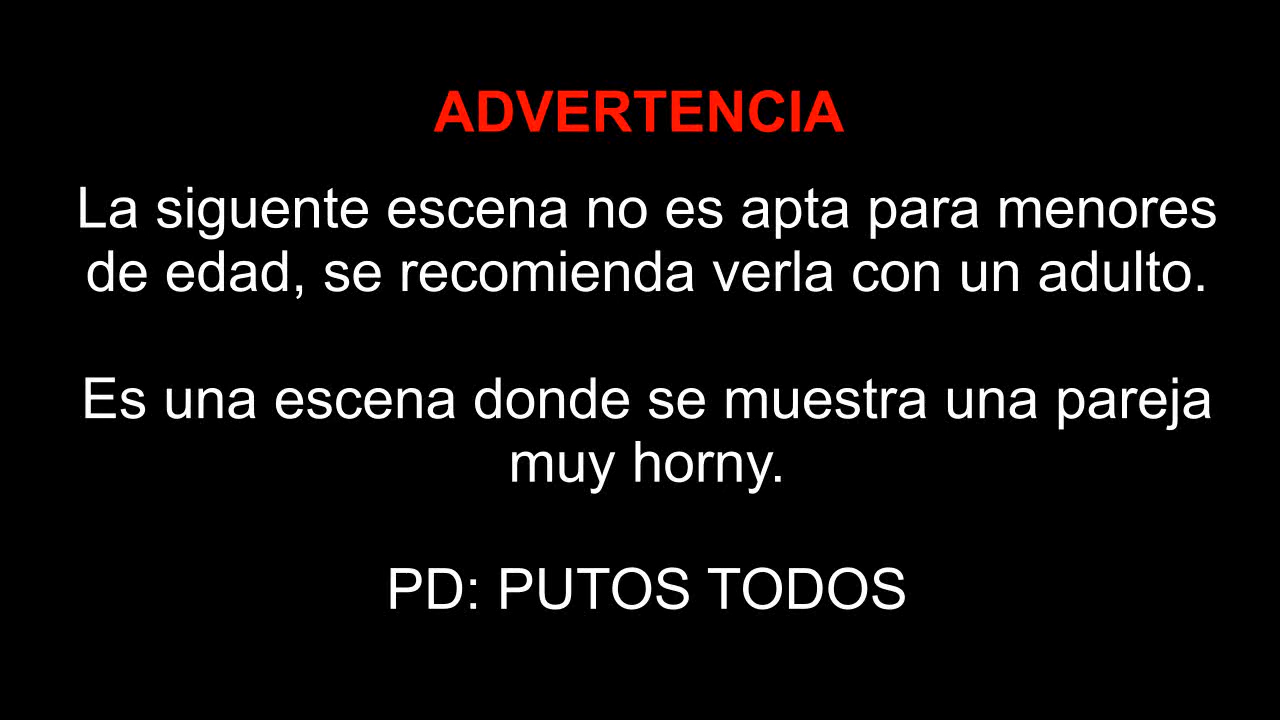 ADVERTENCIA
La siguente escena no es apta para menores
de edad, se recomienda verla con un adulto.
Es una escena donde se muestra una pareja
muy horny.
PD: PUTOS TODOS